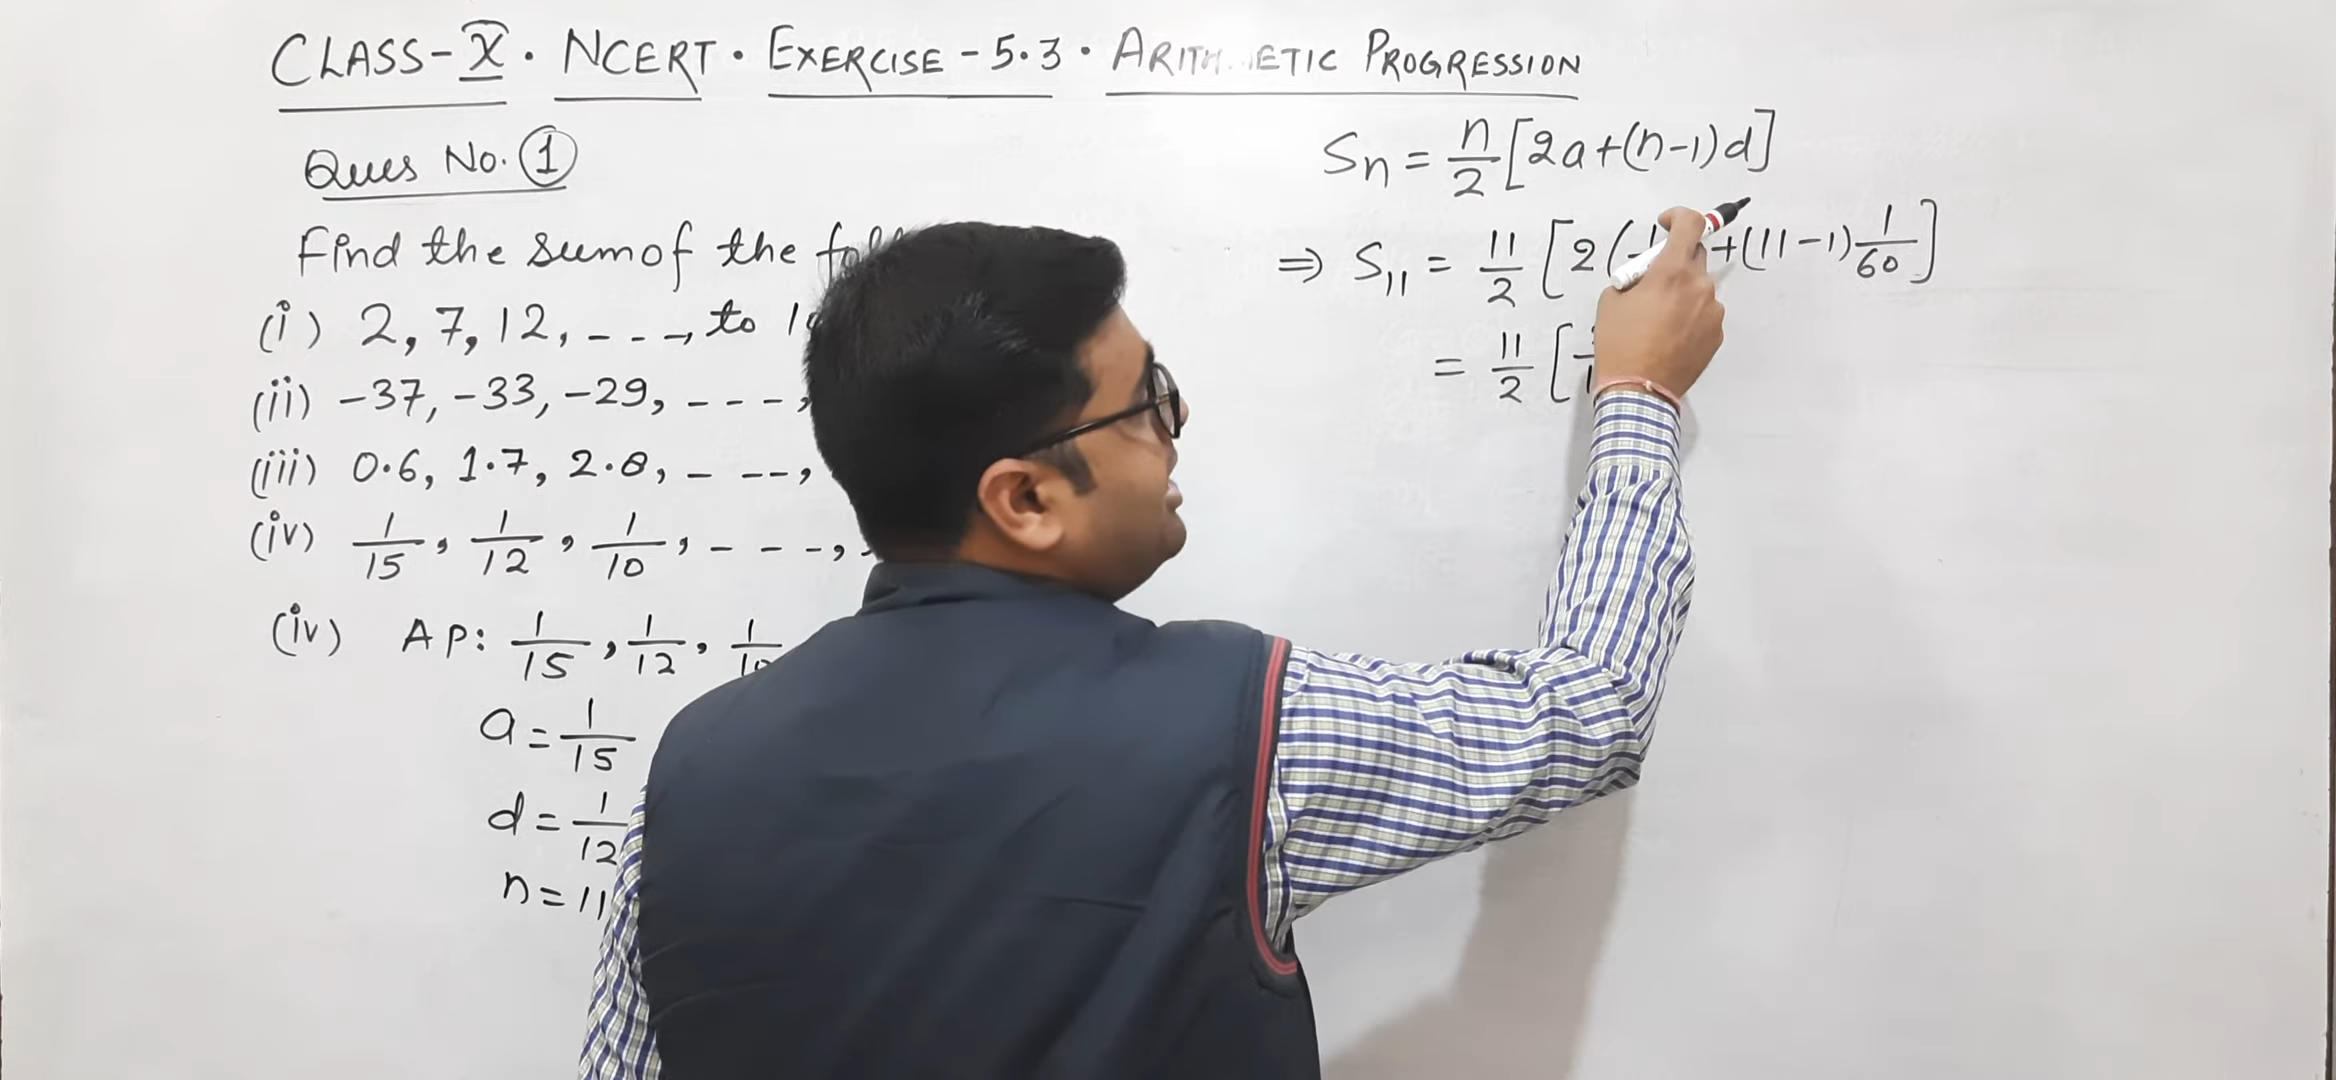 CLASS-X • NCERT • EXERCISE-5.3 • ARITHMETIC PROGRESSION
Ques No. 1
Find the sum of the
(i) 2, 7, 12, - - -, to
(ii) -37, -33, -29, - - -,
(iii) 0.6, 1.7, 2.8, - - -,
(iv) 1/15, 1/12, 1/10, - - -,
(iv) AP: 1/15, 1/12, 1/10
a = 1/15
d = 1/12
n = 11
Sn = n/2 [2a+(n-1)d]
⇒ S11 = 11/2 [2( +(11-1) 1/60]
= 11/2 [